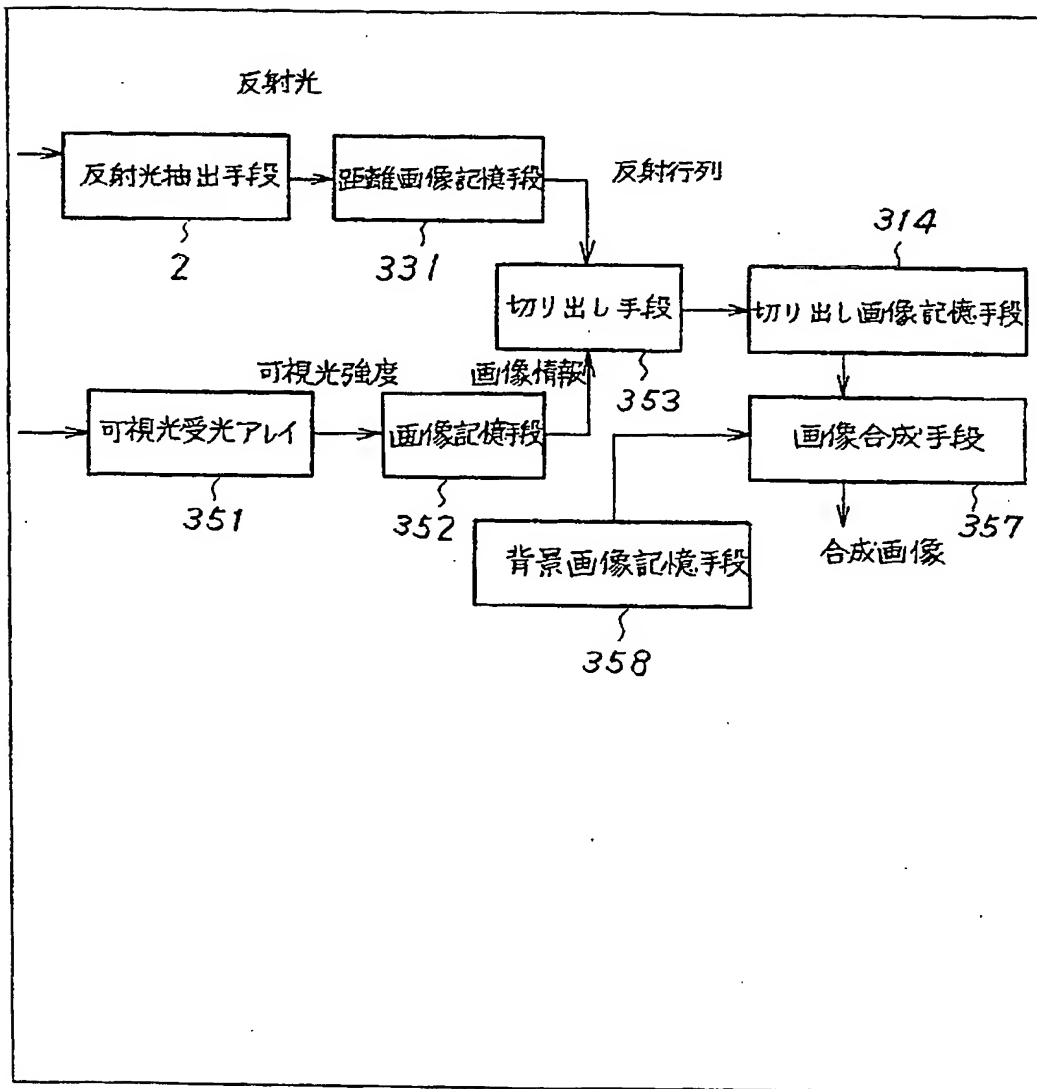 反射光
反射光抽出手段
距離画像記憶手段
反射行列
2
331
314
切り出し手段
切り出し画像記憶手段
可視光強度
画像情報
353
可視光受光アレイ
画像記憶手段
画像合成手段
351
352
357
背景画像記憶手段
合成画像
358